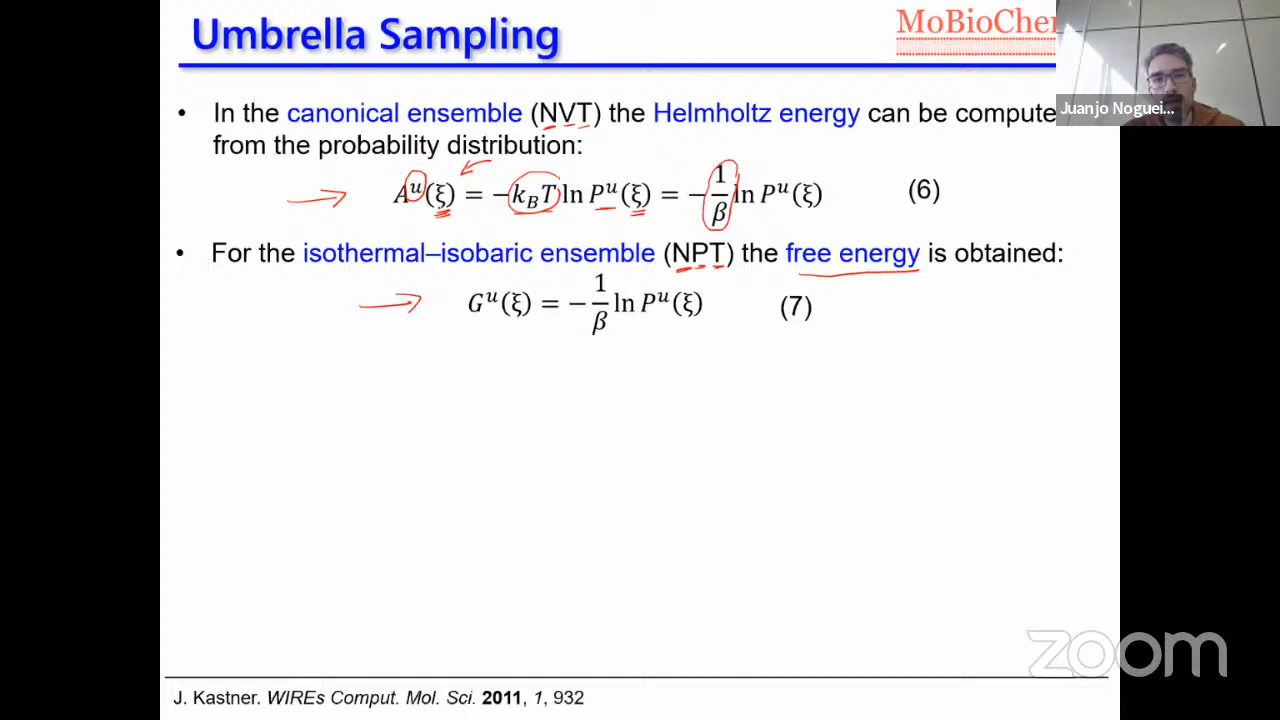 Umbrella Sampling
MoBioChem
Juanjo Noguei...
• In the canonical ensemble (NVT) the Helmholtz energy can be compute
from the probability distribution:
Aᵘ(ξ) = −k_BT ln Pᵘ(ξ) = −1/β ln Pᵘ(ξ) (6)
• For the isothermal–isobaric ensemble (NPT) the free energy is obtained:
Gᵘ(ξ) = −1/β ln Pᵘ(ξ) (7)
zoom
J. Kastner. WIREs Comput. Mol. Sci. 2011, 1, 932